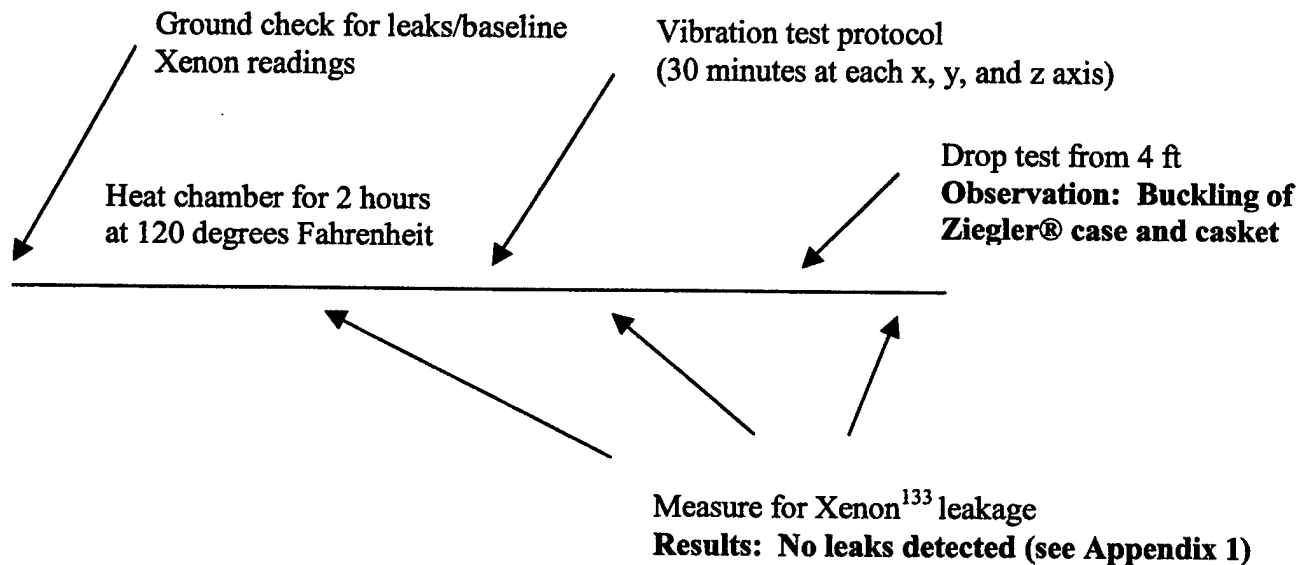 Ground check for leaks/baseline
Xenon readings
Vibration test protocol
(30 minutes at each x, y, and z axis)
Drop test from 4 ft
Observation: Buckling of
Ziegler® case and casket
Heat chamber for 2 hours
at 120 degrees Fahrenheit
Measure for Xenon¹³³ leakage
Results: No leaks detected (see Appendix 1)